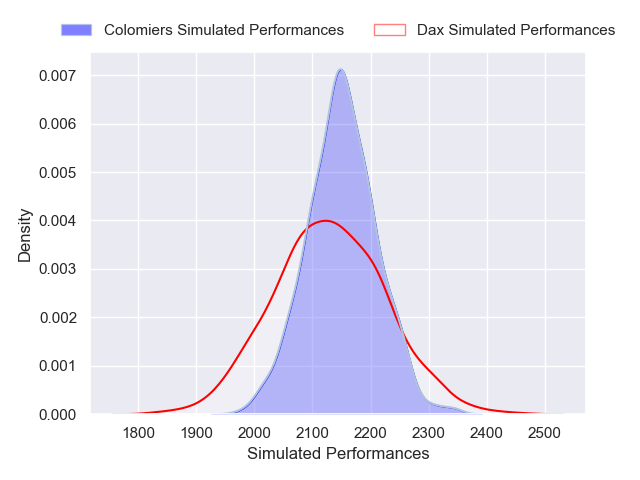 Colomiers Simulated Performances Dax Simulated Performances
0.007
0.006
0.005
0.004
0.003
0.002
0.001
0.000
Density
1800 1900 2000 2100 2200 2300 2400 2500
Simulated Performances